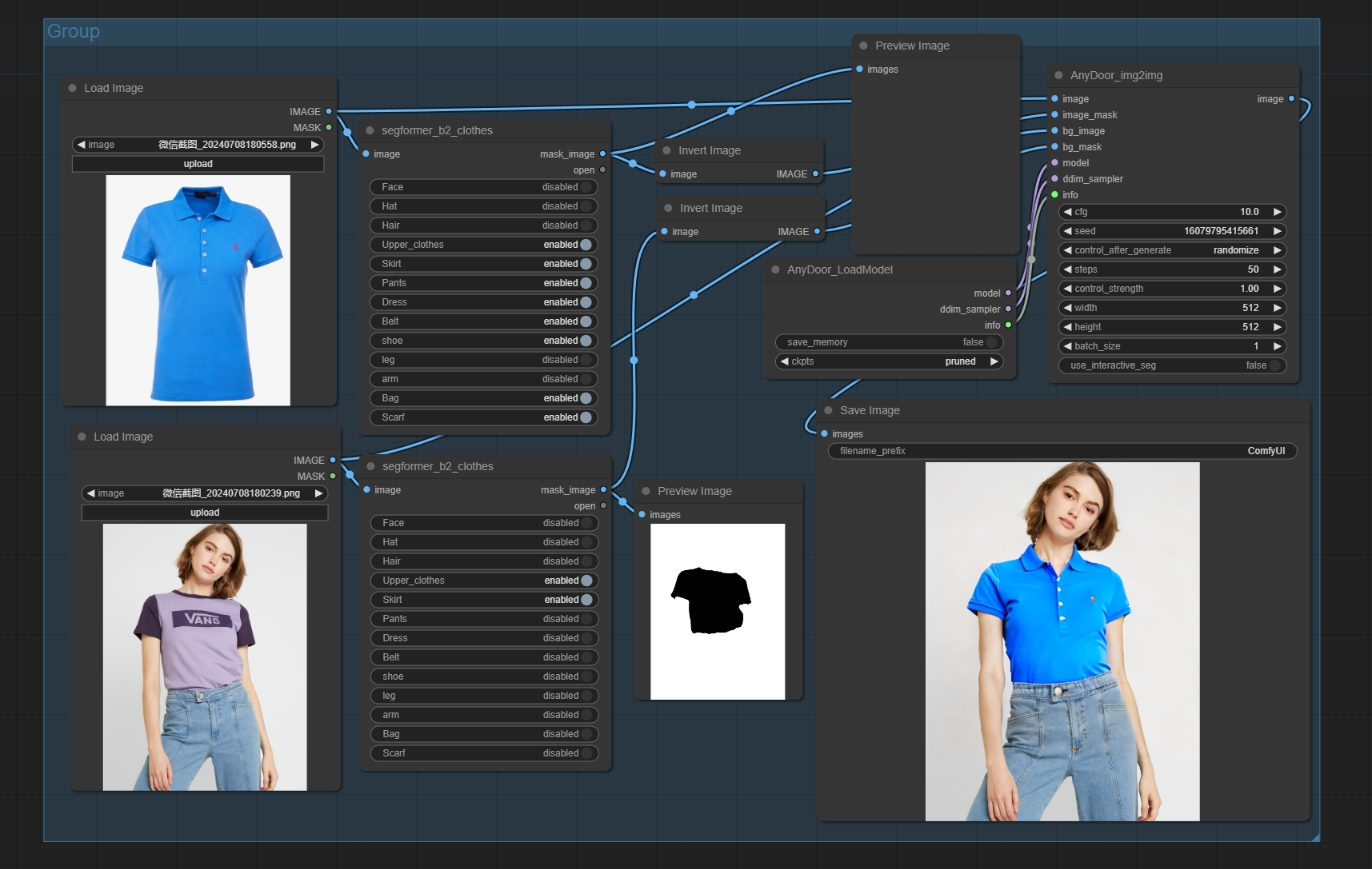 Group
Load Image
IMAGE
MASK
image 微信截图_20240708180558.png
upload
segformer_b2_clothes
image mask_image
open
Face disabled
Hat disabled
Hair disabled
Upper_clothes enabled
Skirt enabled
Pants enabled
Dress enabled
Belt enabled
shoe enabled
leg disabled
arm disabled
Bag enabled
Scarf enabled
Invert Image
image IMAGE
Invert Image
image IMAGE
Preview Image
images
AnyDoor_LoadModel
model
ddim_sampler
info
save_memory false
ckpts pruned
AnyDoor_img2img
image image
image_mask
bg_image
bg_mask
model
ddim_sampler
info
cfg 10.0
seed 16079795415661
control_after_generate randomize
steps 50
control_strength 1.00
width 512
height 512
batch_size 1
use_interactive_seg false
Load Image
IMAGE
MASK
image 微信截图_20240708180239.png
upload
VANS
segformer_b2_clothes
image mask_image
open
Face disabled
Hat disabled
Hair disabled
Upper_clothes enabled
Skirt enabled
Pants disabled
Dress disabled
Belt disabled
shoe disabled
leg disabled
arm disabled
Bag disabled
Scarf disabled
Preview Image
images
Save Image
images
filename_prefix ComfyUI